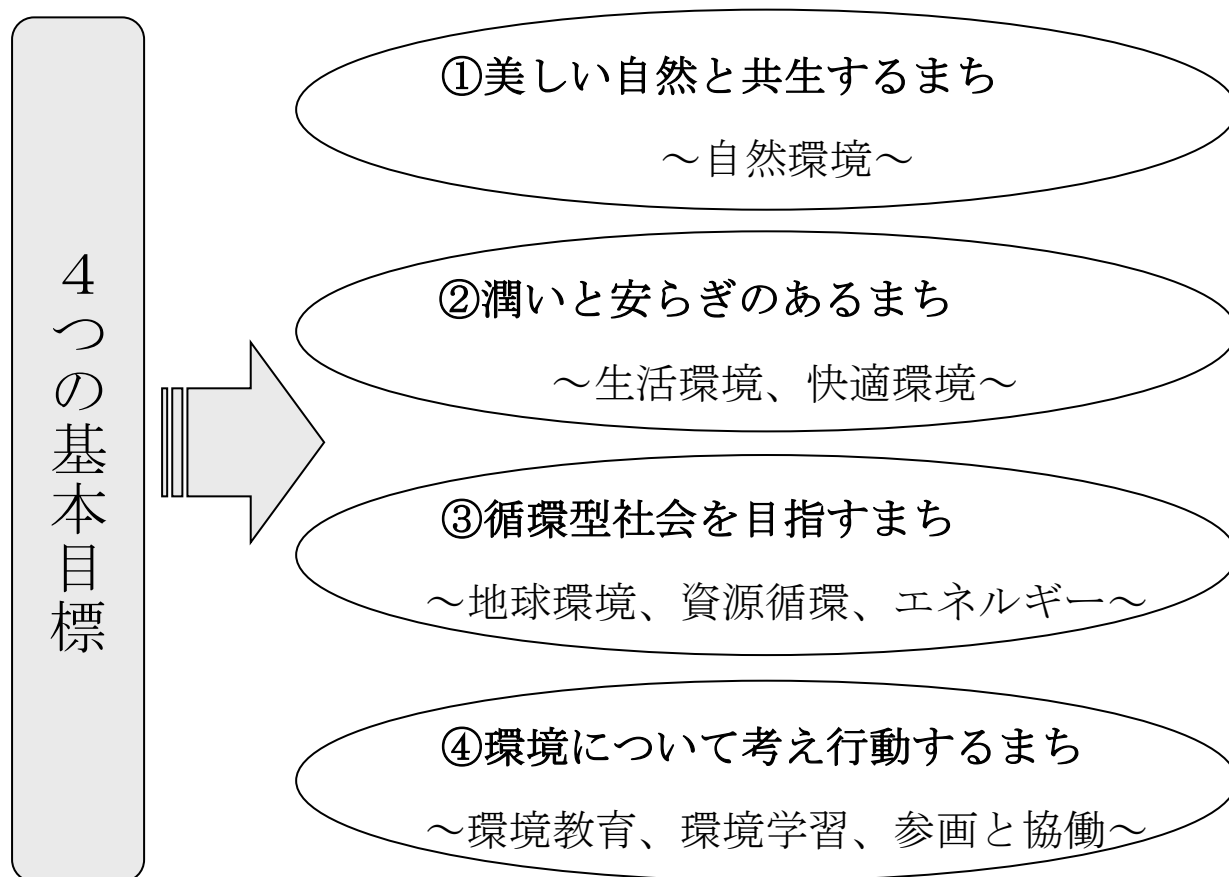 4つの基本目標
①美しい自然と共生するまち
～自然環境～
②潤いと安らぎのあるまち
～生活環境、快適環境～
③循環型社会を目指すまち
～地球環境、資源循環、エネルギー～
④環境について考え行動するまち
～環境教育、環境学習、参画と協働～